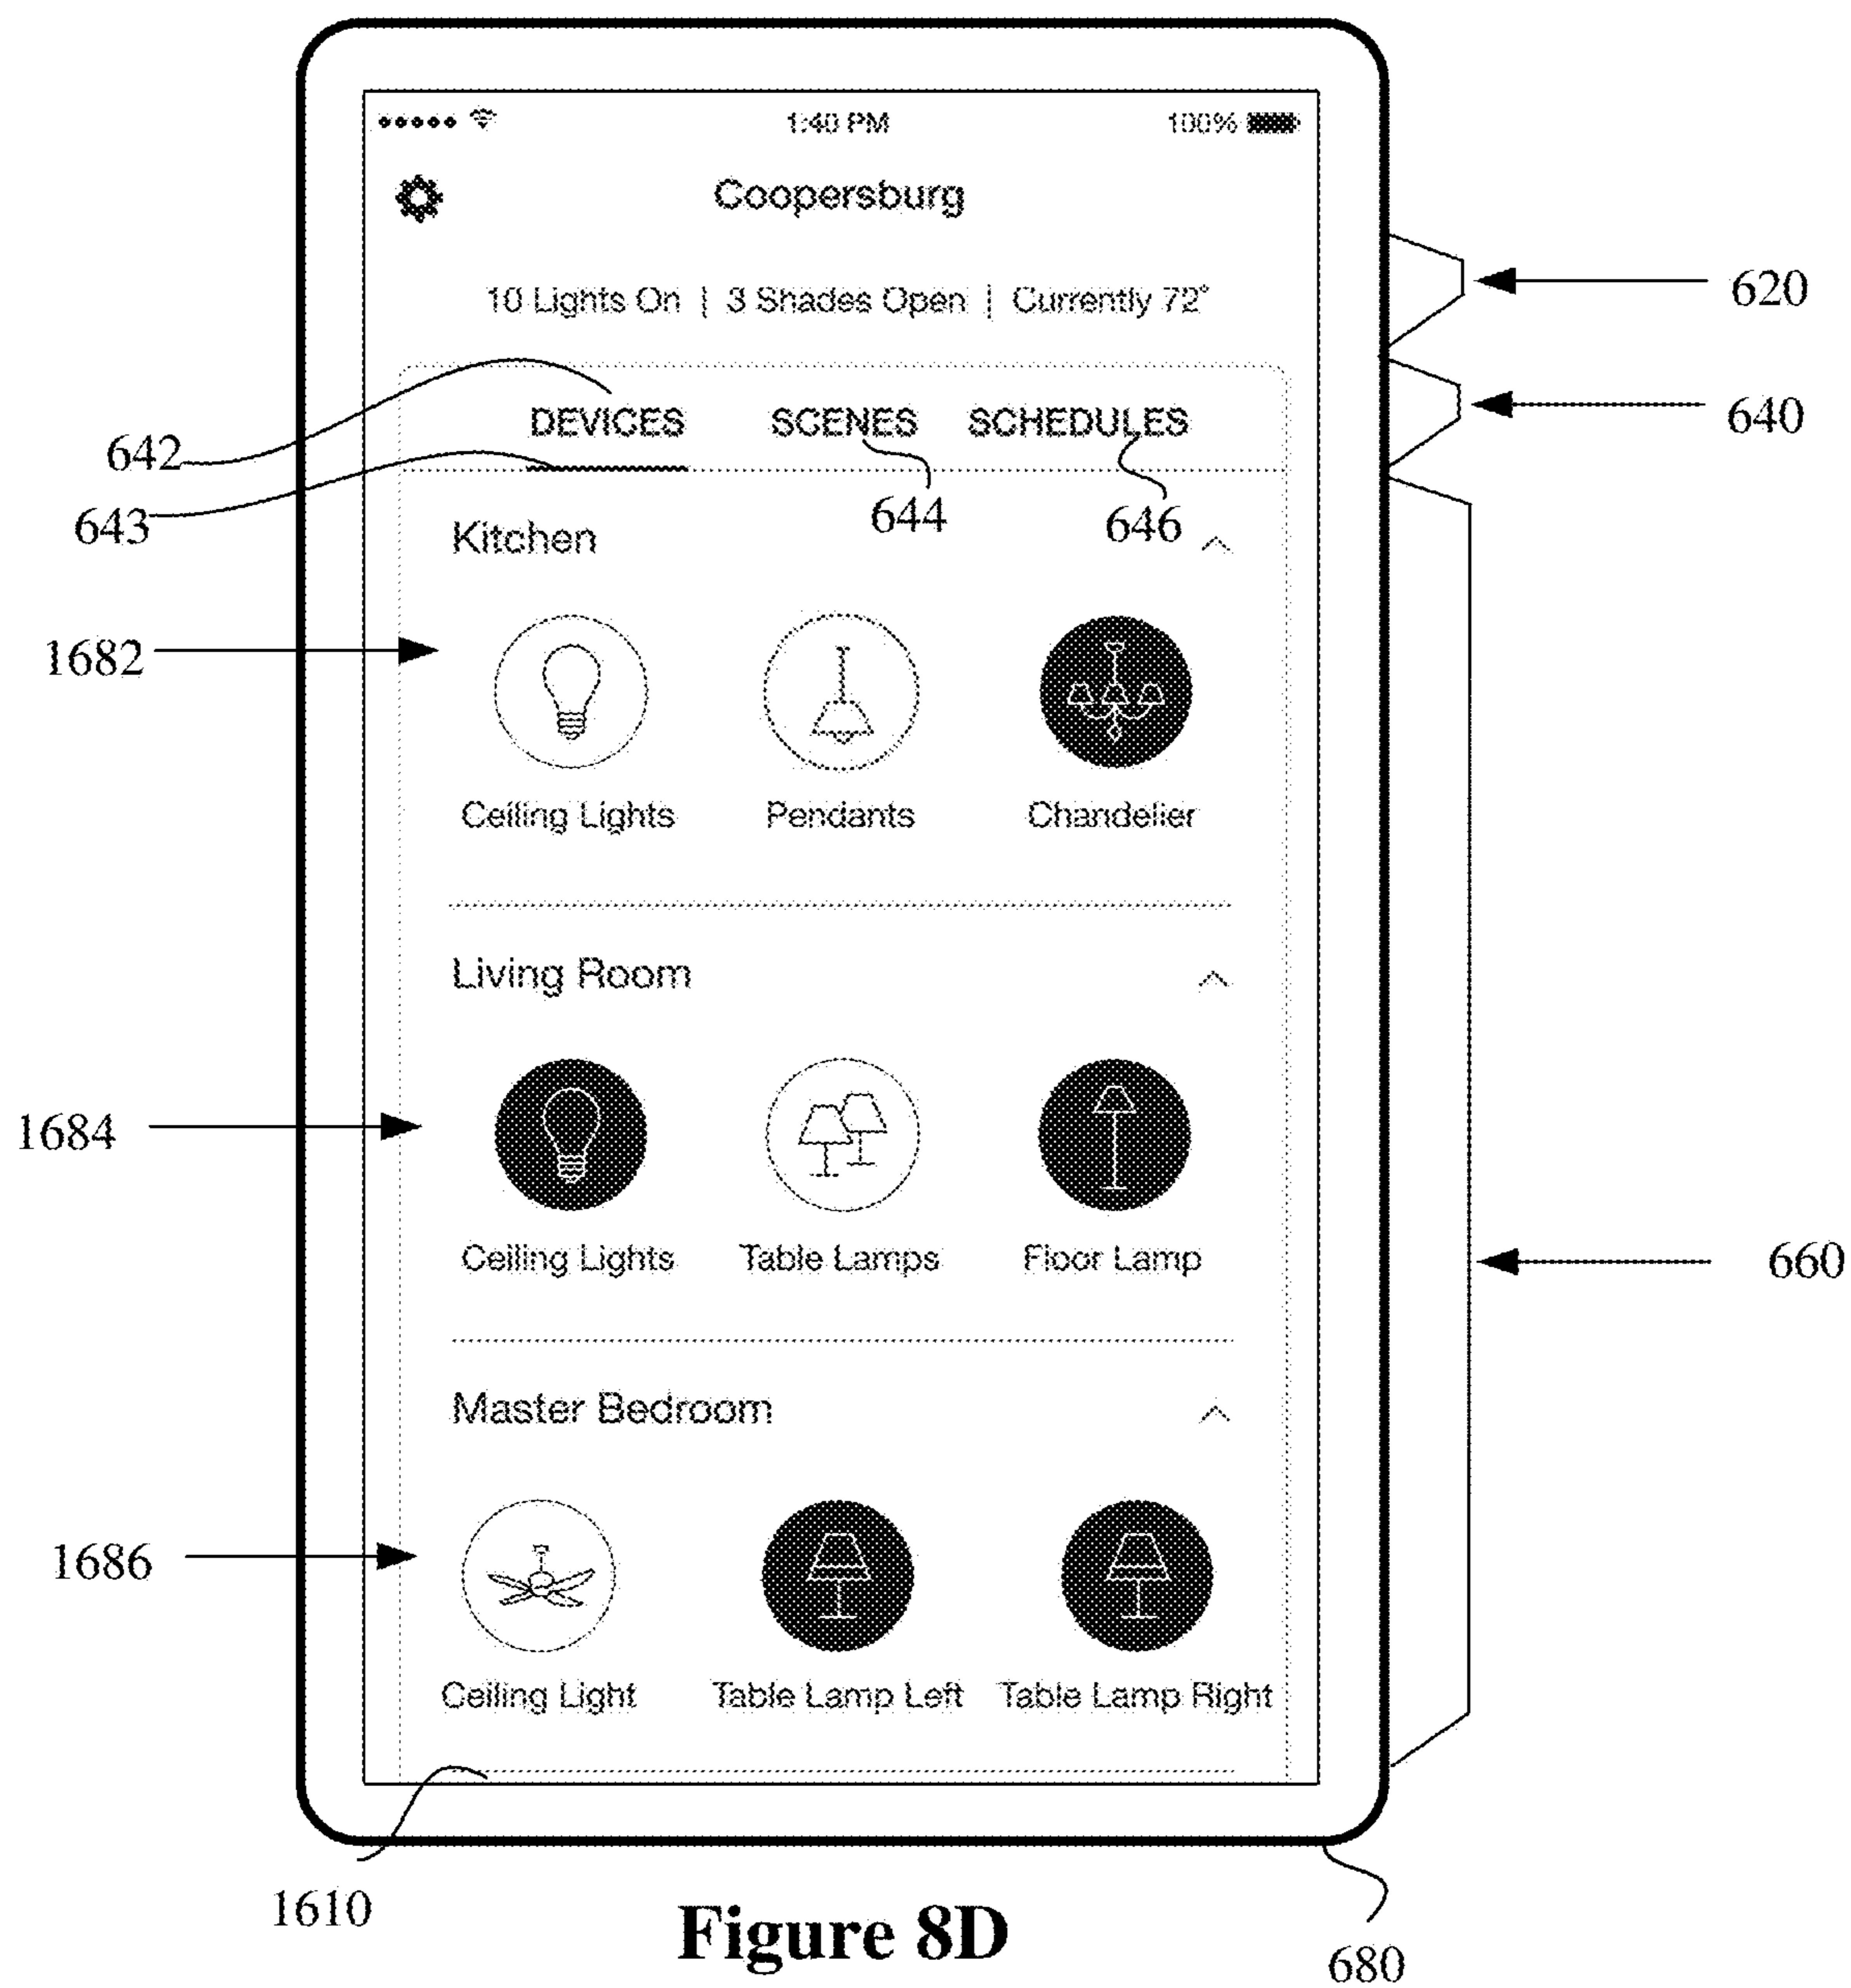 1:40 PM 100%
Coopersburg
620
10 Lights On | 3 Shades Open | Currently 72°
DEVICES SCENES SCHEDULES
640
642
643
644
646
Kitchen
1682
Ceiling Lights Pendants Chandelier
Living Room
1684
Ceiling Lights Table Lamps Floor Lamp
660
Master Bedroom
1686
Ceiling Light Table Lamp Left Table Lamp Right
1610
Figure 8D
680